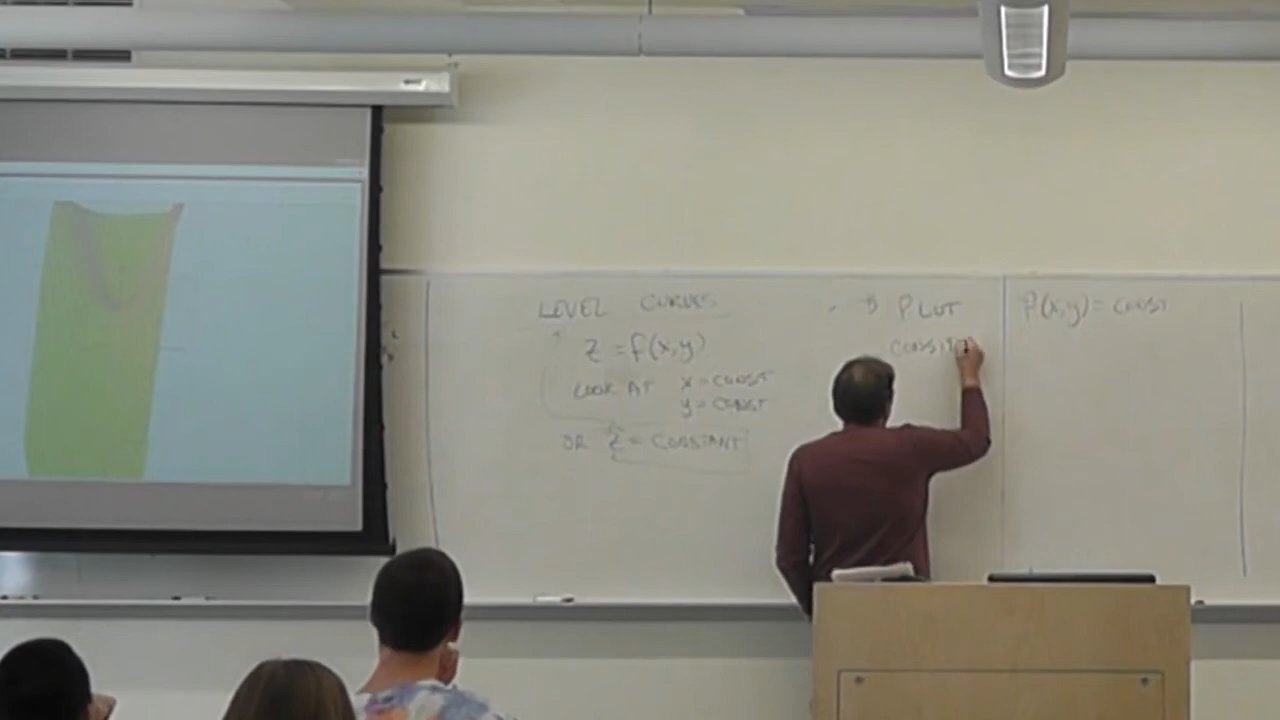 LEVEL CURVES
z = f(x,y)
LOOK AT x = CONST
y = CONST
OR z = CONSTANT
PLOT
f(x,y) = CONST